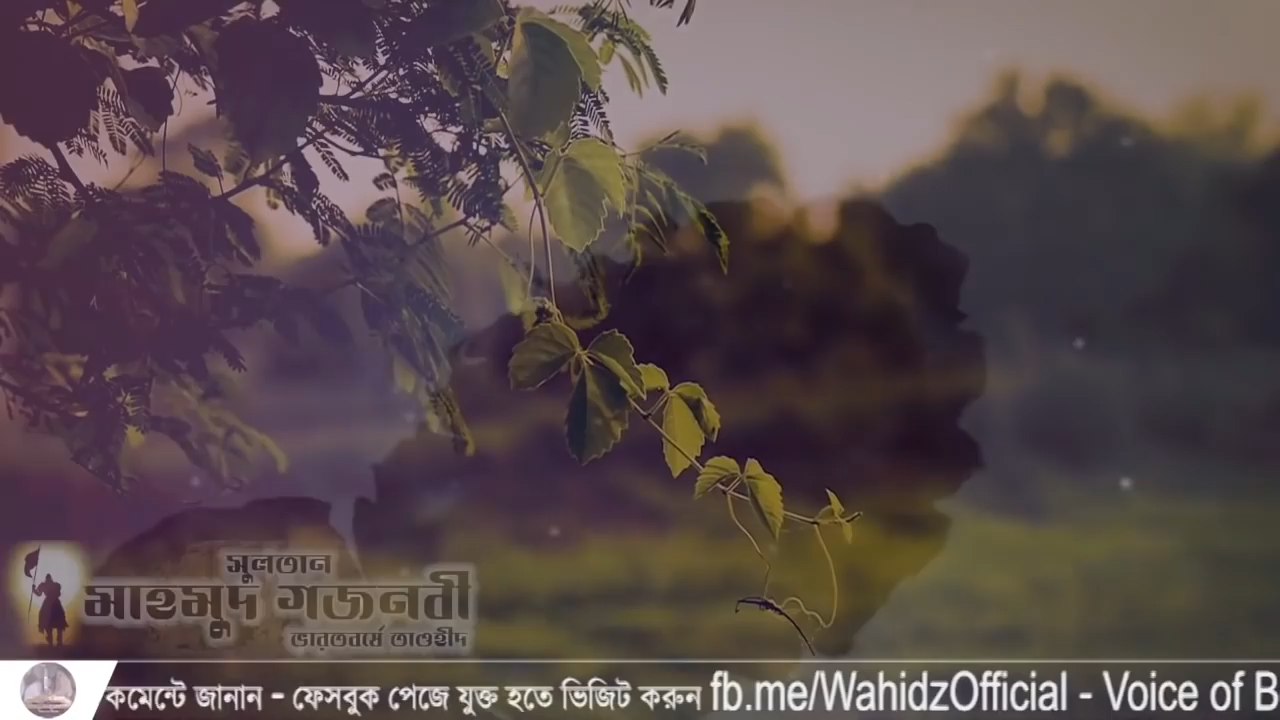 সুলতান
মাহমুদ গজনবী
ভারতবর্ষে তাওহীদ
কমেন্টে জানান - ফেসবুক পেজে যুক্ত হতে ভিজিট করুন fb.me/WahidzOfficial - Voice of B